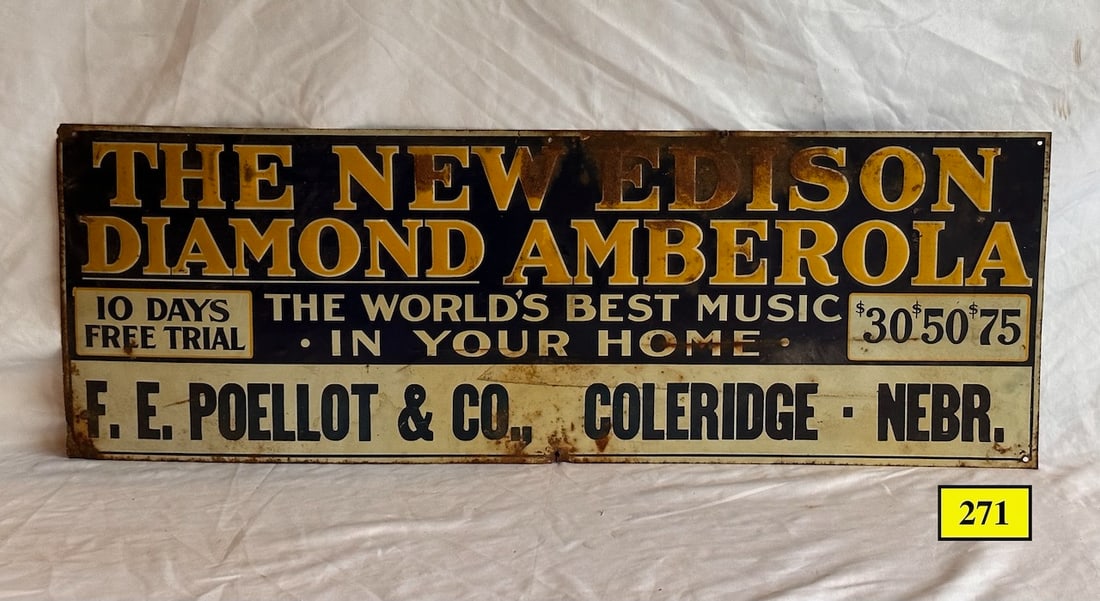 THE NEW EDISON
DIAMOND AMBEROLA
10 DAYS
FREE TRIAL
THE WORLD'S BEST MUSIC
· IN YOUR HOME ·
$30 $50 $75
F. E. POELLOT & CO., COLERIDGE · NEBR.
271